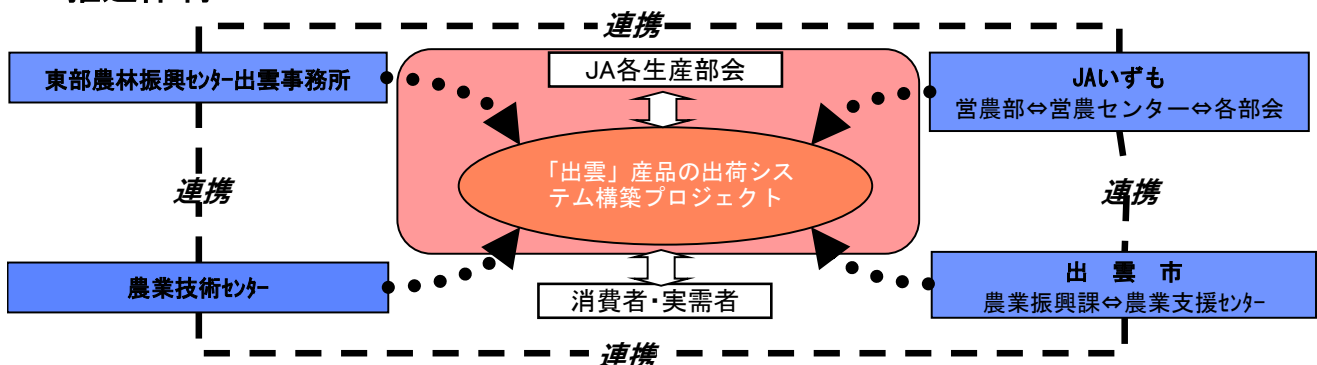 連携
東部農林振興センター出雲事務所
JA各生産部会
JAいずも
営農部⇔営農センター⇔各部会
「出雲」産品の出荷シス
テム構築プロジェクト
連携
連携
農業技術センター
消費者・実需者
出　雲　市
農業振興課⇔農業支援センター
連携